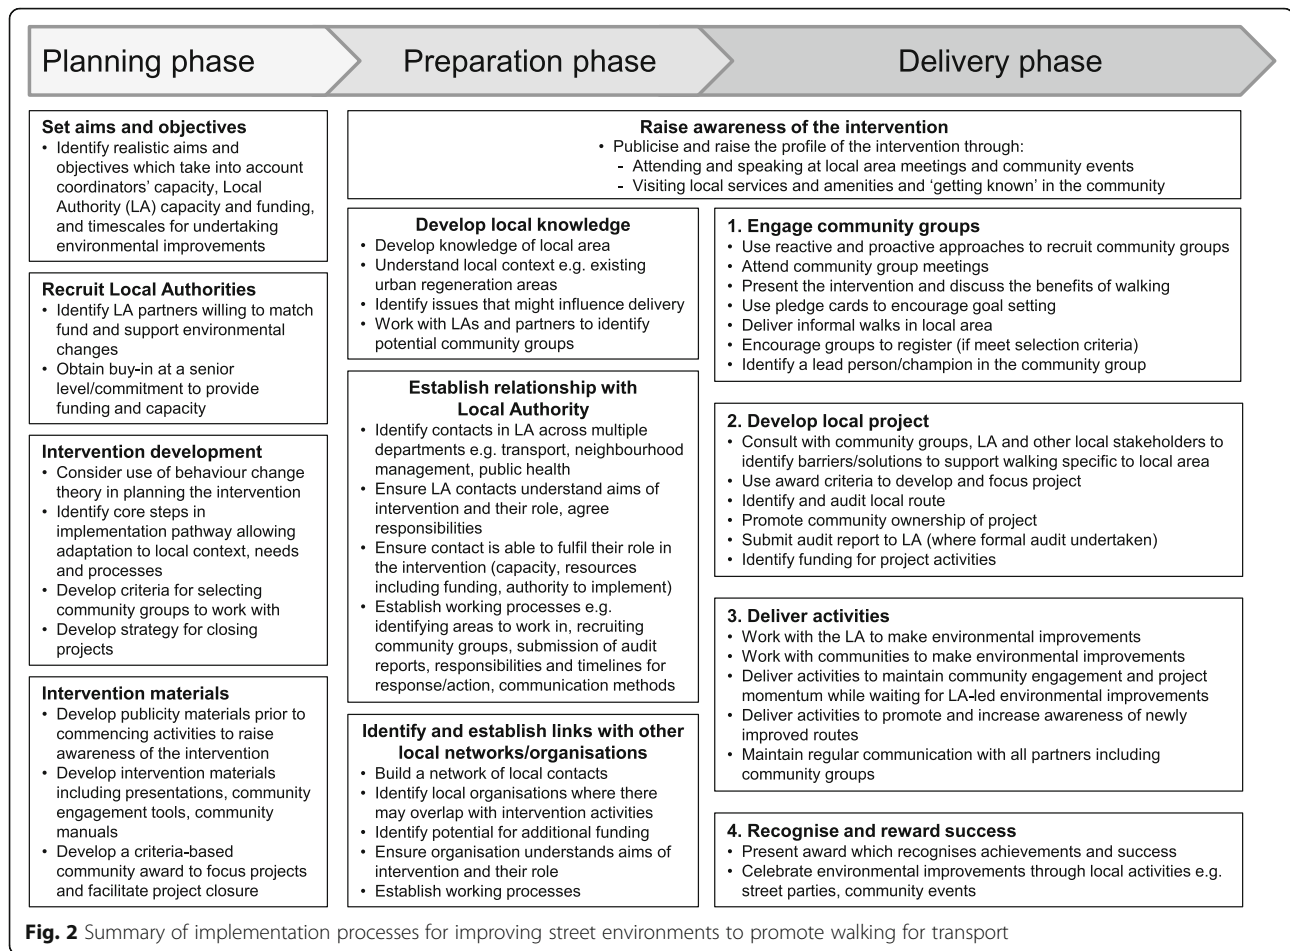 Planning phase
Preparation phase
Delivery phase
Set aims and objectives
• Identify realistic aims and
objectives which take into account
coordinators' capacity, Local
Authority (LA) capacity and funding,
and timescales for undertaking
environmental improvements
Recruit Local Authorities
• Identify LA partners willing to match
fund and support environmental
changes
• Obtain buy-in at a senior
level/commitment to provide
funding and capacity
Intervention development
• Consider use of behaviour change
theory in planning the intervention
• Identify core steps in
implementation pathway allowing
adaptation to local context, needs
and processes
• Develop criteria for selecting
community groups to work with
• Develop strategy for closing
projects
Intervention materials
• Develop publicity materials prior to
commencing activities to raise
awareness of the intervention
• Develop intervention materials
including presentations, community
engagement tools, community
manuals
• Develop a criteria-based
community award to focus projects
and facilitate project closure
Raise awareness of the intervention
• Publicise and raise the profile of the intervention through:
- Attending and speaking at local area meetings and community events
- Visiting local services and amenities and 'getting known' in the community
Develop local knowledge
• Develop knowledge of local area
• Understand local context e.g. existing
urban regeneration areas
• Identify issues that might influence delivery
• Work with LAs and partners to identify
potential community groups
Establish relationship with
Local Authority
• Identify contacts in LA across multiple
departments e.g. transport, neighbourhood
management, public health
• Ensure LA contacts understand aims of
intervention and their role, agree
responsibilities
• Ensure contact is able to fulfil their role in
the intervention (capacity, resources
including funding, authority to implement)
• Establish working processes e.g.
identifying areas to work in, recruiting
community groups, submission of audit
reports, responsibilities and timelines for
response/action, communication methods
Identify and establish links with other
local networks/organisations
• Build a network of local contacts
• Identify local organisations where there
may overlap with intervention activities
• Identify potential for additional funding
• Ensure organisation understands aims of
intervention and their role
• Establish working processes
1. Engage community groups
• Use reactive and proactive approaches to recruit community groups
• Attend community group meetings
• Present the intervention and discuss the benefits of walking
• Use pledge cards to encourage goal setting
• Deliver informal walks in local area
• Encourage groups to register (if meet selection criteria)
• Identify a lead person/champion in the community group
2. Develop local project
• Consult with community groups, LA and other local stakeholders to
identify barriers/solutions to support walking specific to local area
• Use award criteria to develop and focus project
• Identify and audit local route
• Promote community ownership of project
• Submit audit report to LA (where formal audit undertaken)
• Identify funding for project activities
3. Deliver activities
• Work with the LA to make environmental improvements
• Work with communities to make environmental improvements
• Deliver activities to maintain community engagement and project
momentum while waiting for LA-led environmental improvements
• Deliver activities to promote and increase awareness of newly
improved routes
• Maintain regular communication with all partners including
community groups
4. Recognise and reward success
• Present award which recognises achievements and success
• Celebrate environmental improvements through local activities e.g.
street parties, community events
Fig. 2 Summary of implementation processes for improving street environments to promote walking for transport